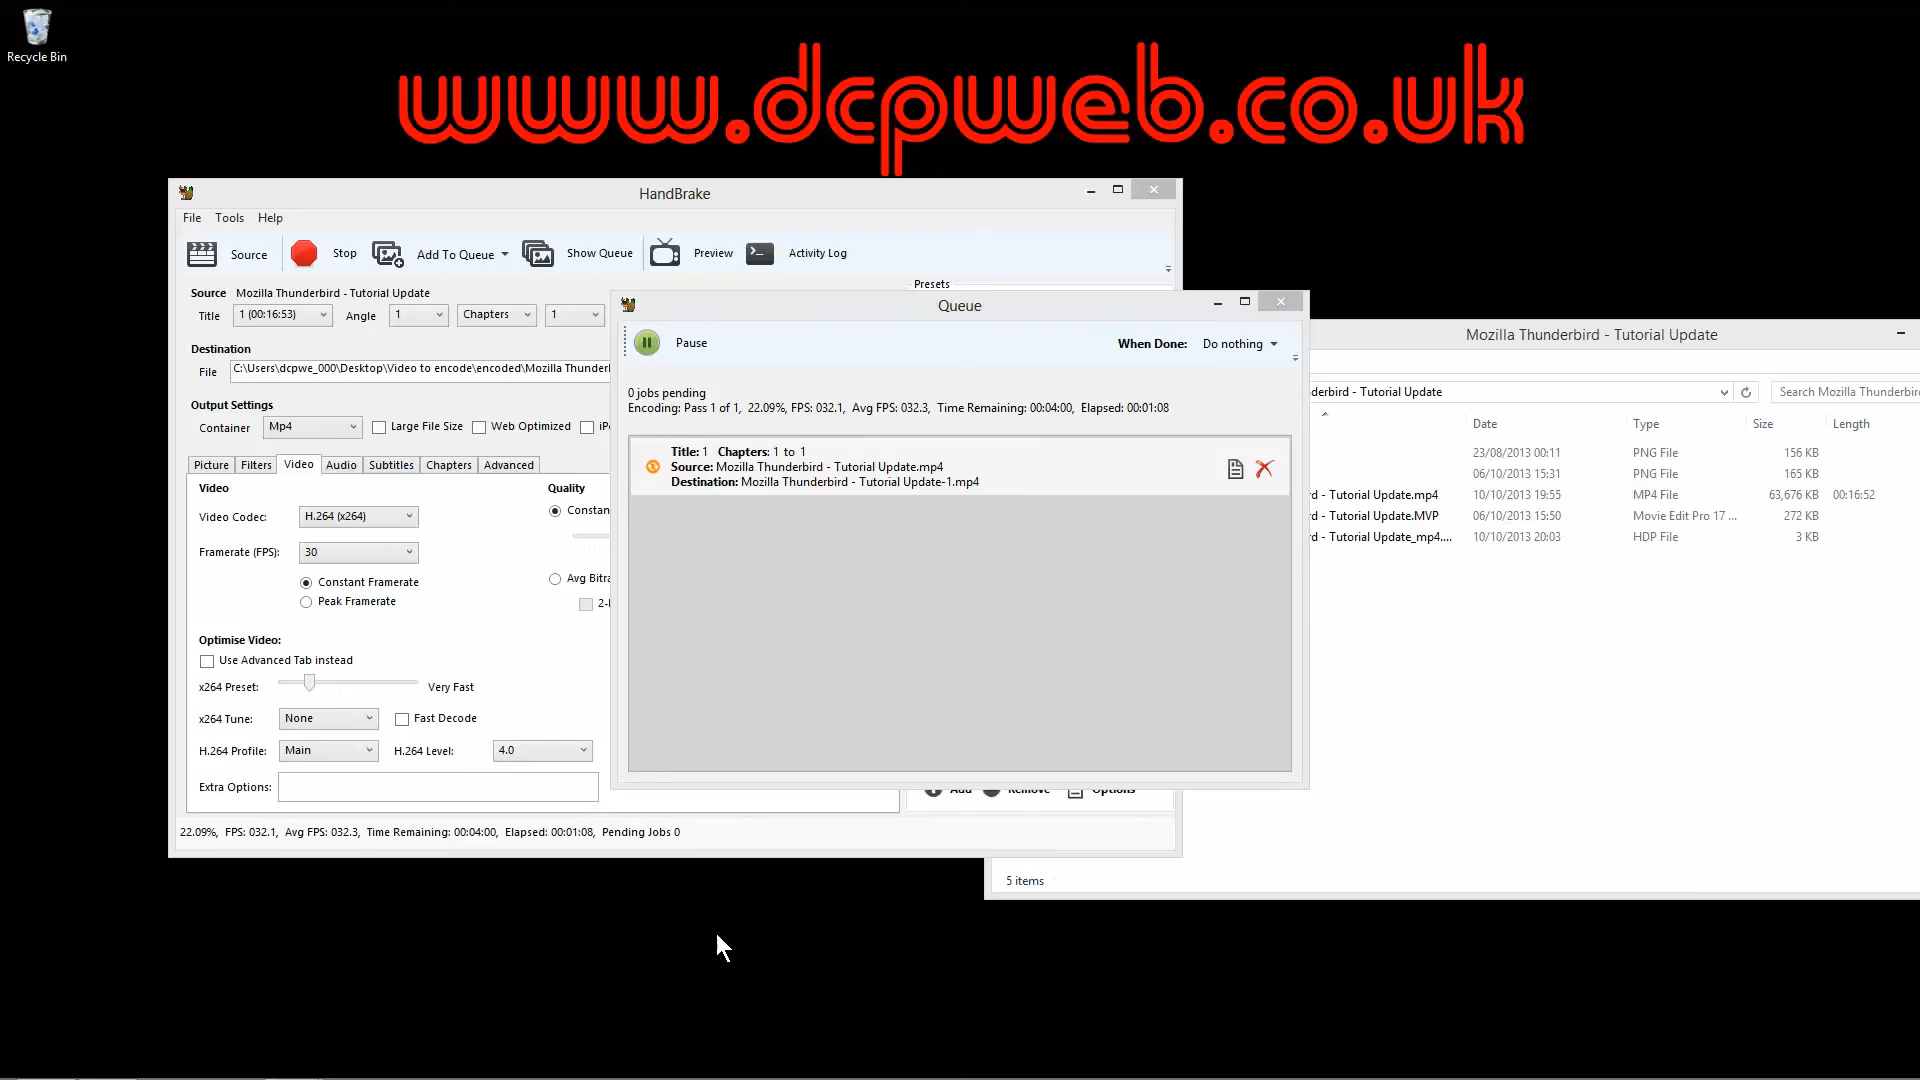 Recycle Bin
www.dcpweb.co.uk
HandBrake
File Tools Help
Source Stop Add To Queue Show Queue Preview Activity Log
Source Mozilla Thunderbird - Tutorial Update
Title 1 (00:16:53) Angle 1 Chapters 1
Presets
Destination
File C:\Users\dcpwe_000\Desktop\Video to encode\encoded\Mozilla Thunder
Output Settings
Container Mp4 Large File Size Web Optimized
Picture Filters Video Audio Subtitles Chapters Advanced
Video
Quality
Video Codec: H.264 (x264)
Constan
Framerate (FPS): 30
Constant Framerate
Avg Bitra
Peak Framerate
Optimise Video:
Use Advanced Tab instead
x264 Preset: Very Fast
x264 Tune: None Fast Decode
H.264 Profile: Main H.264 Level: 4.0
Extra Options:
Add Remove Options
22.09%, FPS: 032.1, Avg FPS: 032.3, Time Remaining: 00:04:00, Elapsed: 00:01:08, Pending Jobs 0
Queue
Pause
When Done: Do nothing
0 jobs pending
Encoding: Pass 1 of 1, 22.09%, FPS: 032.1, Avg FPS: 032.3, Time Remaining: 00:04:00, Elapsed: 00:01:08
Title: 1 Chapters: 1 to 1
Source: Mozilla Thunderbird - Tutorial Update.mp4
Destination: Mozilla Thunderbird - Tutorial Update-1.mp4
Mozilla Thunderbird - Tutorial Update
derbird - Tutorial Update
Search Mozilla Thunderbir
Date Type Size Length
23/08/2013 00:11 PNG File 156 KB
06/10/2013 15:31 PNG File 165 KB
rd - Tutorial Update.mp4 10/10/2013 19:55 MP4 File 63,676 KB 00:16:52
rd - Tutorial Update.MVP 06/10/2013 15:50 Movie Edit Pro 17 ... 272 KB
rd - Tutorial Update_mp4.... 10/10/2013 20:03 HDP File 3 KB
5 items